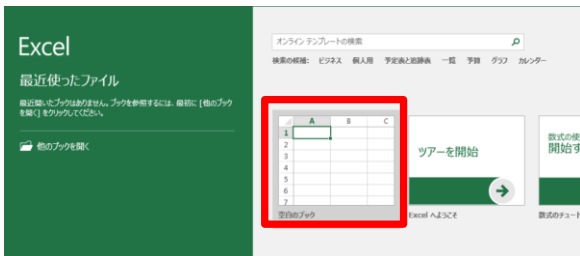 Excel
最近使ったファイル
最近開いたブックはありません。ブックを参照するには、最初に [他のブック
を開く] をクリックしてください。
他のブックを開く
オンライン テンプレートの検索
検索の候補: ビジネス 個人用 予定表と追跡表 一覧 予算 グラフ カレンダー
A B C
1
2
3
4
5
6
7
空白のブック
ツアーを開始
Excel へようこそ
数式の使
開始す
数式のチュート